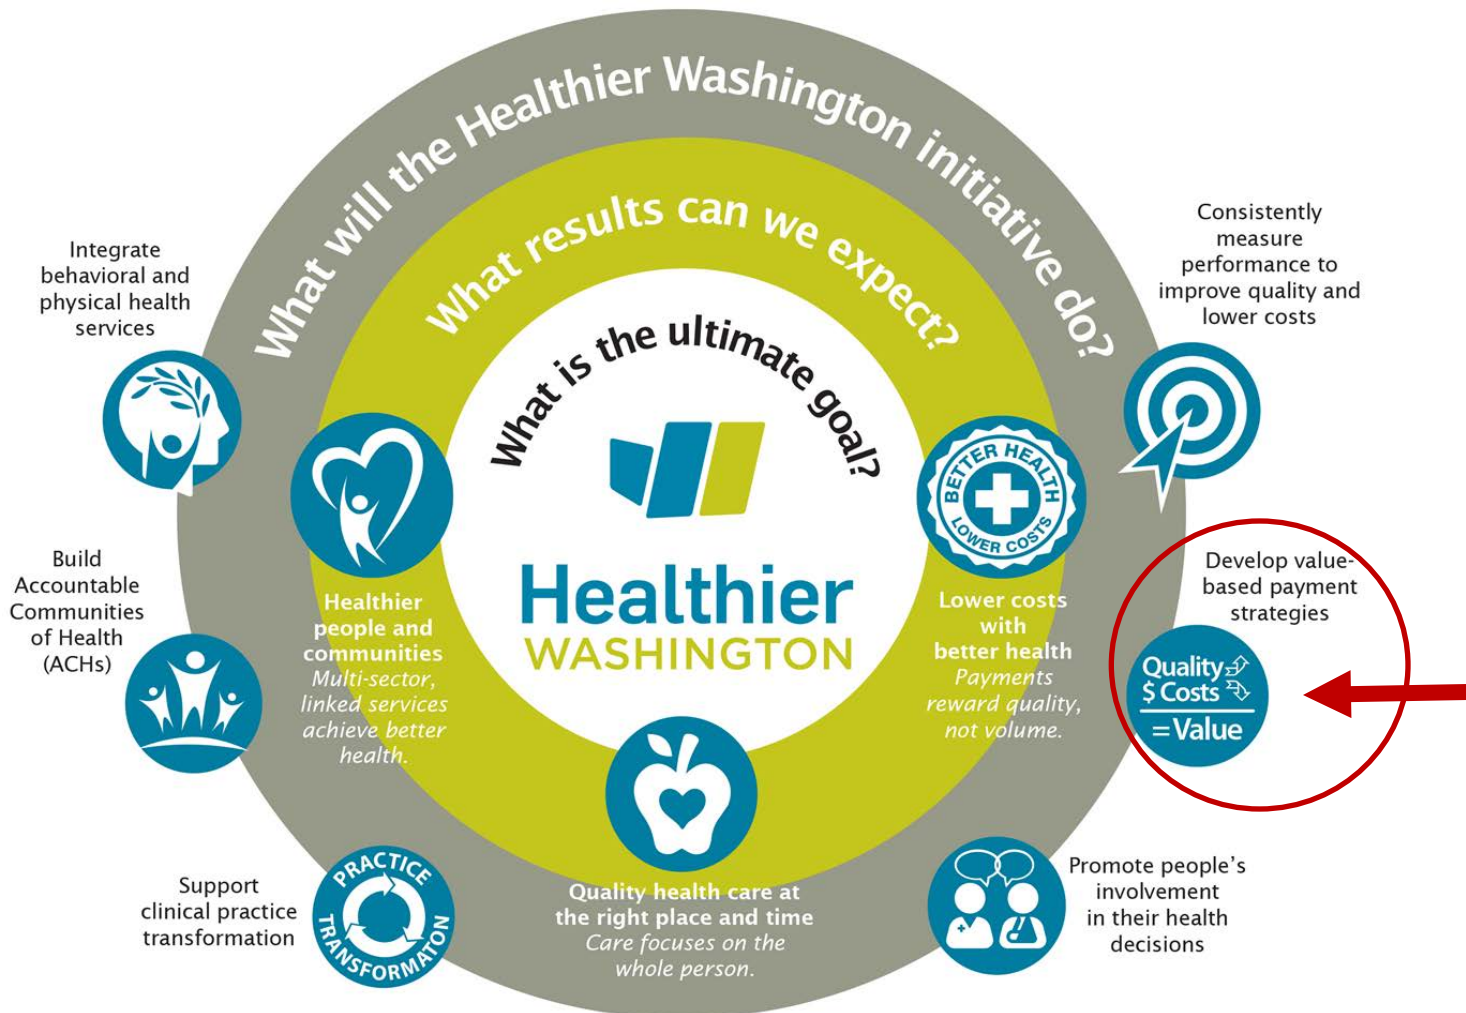 What will the Healthier Washington initiative do?
What results can we expect?
What is the ultimate goal?
Healthier
WASHINGTON
Integrate
behavioral and
physical health
services
Build
Accountable
Communities
of Health
(ACHs)
Support
clinical practice
transformation
PRACTICE
TRANSFORMATON
Healthier
people and
communities
Multi-sector,
linked services
achieve better
health.
Quality health care at
the right place and time
Care focuses on the
whole person.
BETTER HEALTH
LOWER COSTS
Lower costs
with
better health
Payments
reward quality,
not volume.
Consistently
measure
performance to
improve quality and
lower costs
Develop value-
based payment
strategies
Quality
$ Costs
= Value
Promote people's
involvement
in their health
decisions